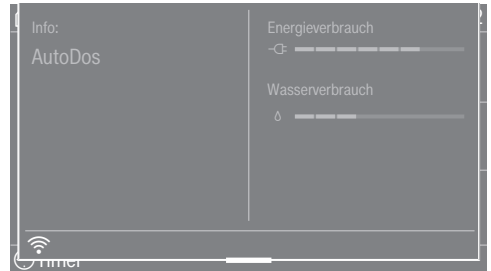 Info:
AutoDos
Energieverbrauch
Wasserverbrauch
Timer